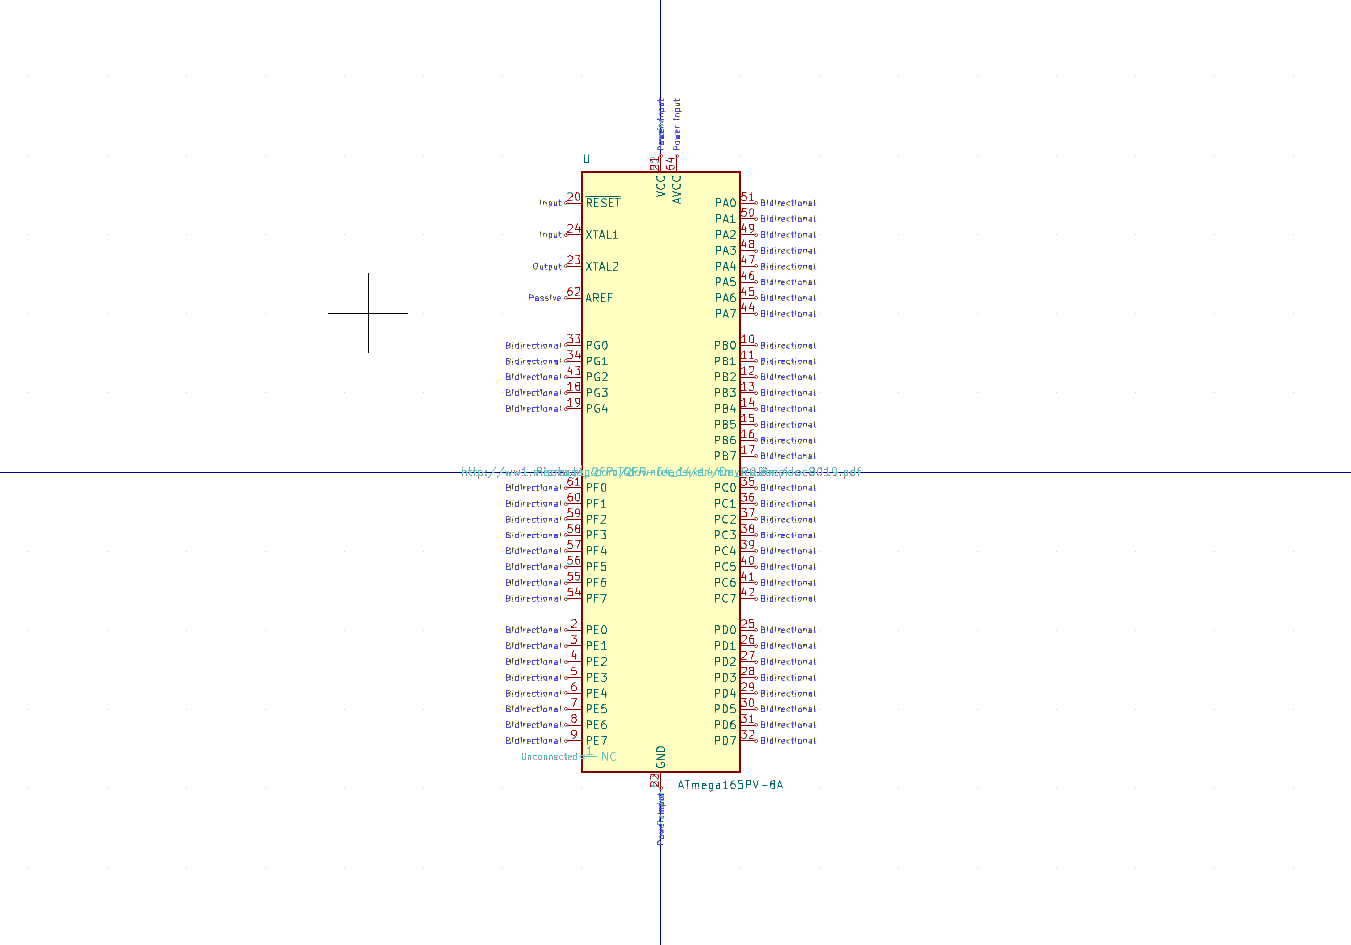 Power Input
U
21 64
VCC AVCC
Input 20 RESET PA0 51 Bidirectional
PA1 50 Bidirectional
Input 24 XTAL1 PA2 49 Bidirectional
PA3 48 Bidirectional
Output 23 XTAL2 PA4 47 Bidirectional
PA5 46 Bidirectional
Passive 62 AREF PA6 45 Bidirectional
PA7 44 Bidirectional
Bidirectional 33 PG0 PB0 10 Bidirectional
Bidirectional 34 PG1 PB1 11 Bidirectional
Bidirectional 43 PG2 PB2 12 Bidirectional
Bidirectional 18 PG3 PB3 13 Bidirectional
Bidirectional 19 PG4 PB4 14 Bidirectional
PB5 15 Bidirectional
PB6 16 Bidirectional
PB7 17 Bidirectional
Bidirectional 61 PF0 PC0 35 Bidirectional
Bidirectional 60 PF1 PC1 36 Bidirectional
Bidirectional 59 PF2 PC2 37 Bidirectional
Bidirectional 58 PF3 PC3 38 Bidirectional
Bidirectional 57 PF4 PC4 39 Bidirectional
Bidirectional 56 PF5 PC5 40 Bidirectional
Bidirectional 55 PF6 PC6 41 Bidirectional
Bidirectional 54 PF7 PC7 42 Bidirectional
Bidirectional 2 PE0 PD0 25 Bidirectional
Bidirectional 3 PE1 PD1 26 Bidirectional
Bidirectional 4 PE2 PD2 27 Bidirectional
Bidirectional 5 PE3 PD3 28 Bidirectional
Bidirectional 6 PE4 PD4 29 Bidirectional
Bidirectional 7 PE5 PD5 30 Bidirectional
Bidirectional 8 PE6 PD6 31 Bidirectional
Bidirectional 9 PE7 PD7 32 Bidirectional
Unconnected 1 NC
GND
22